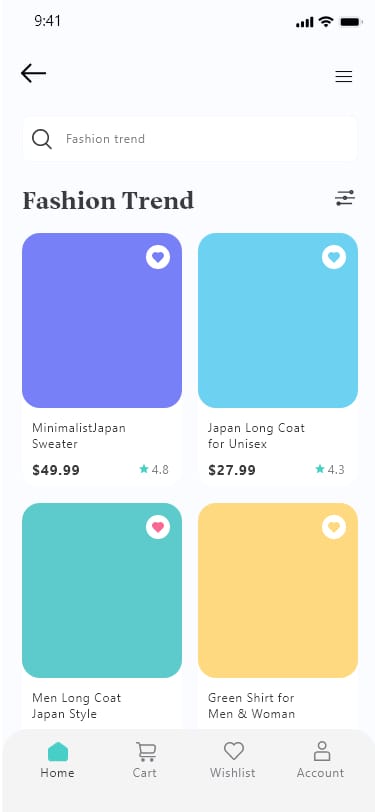 9:41
Fashion trend
Fashion Trend
MinimalistJapan
Sweater
$49.99
4.8
Japan Long Coat
for Unisex
$27.99
4.3
Men Long Coat
Japan Style
Green Shirt for
Men & Woman
Home
Cart
Wishlist
Account